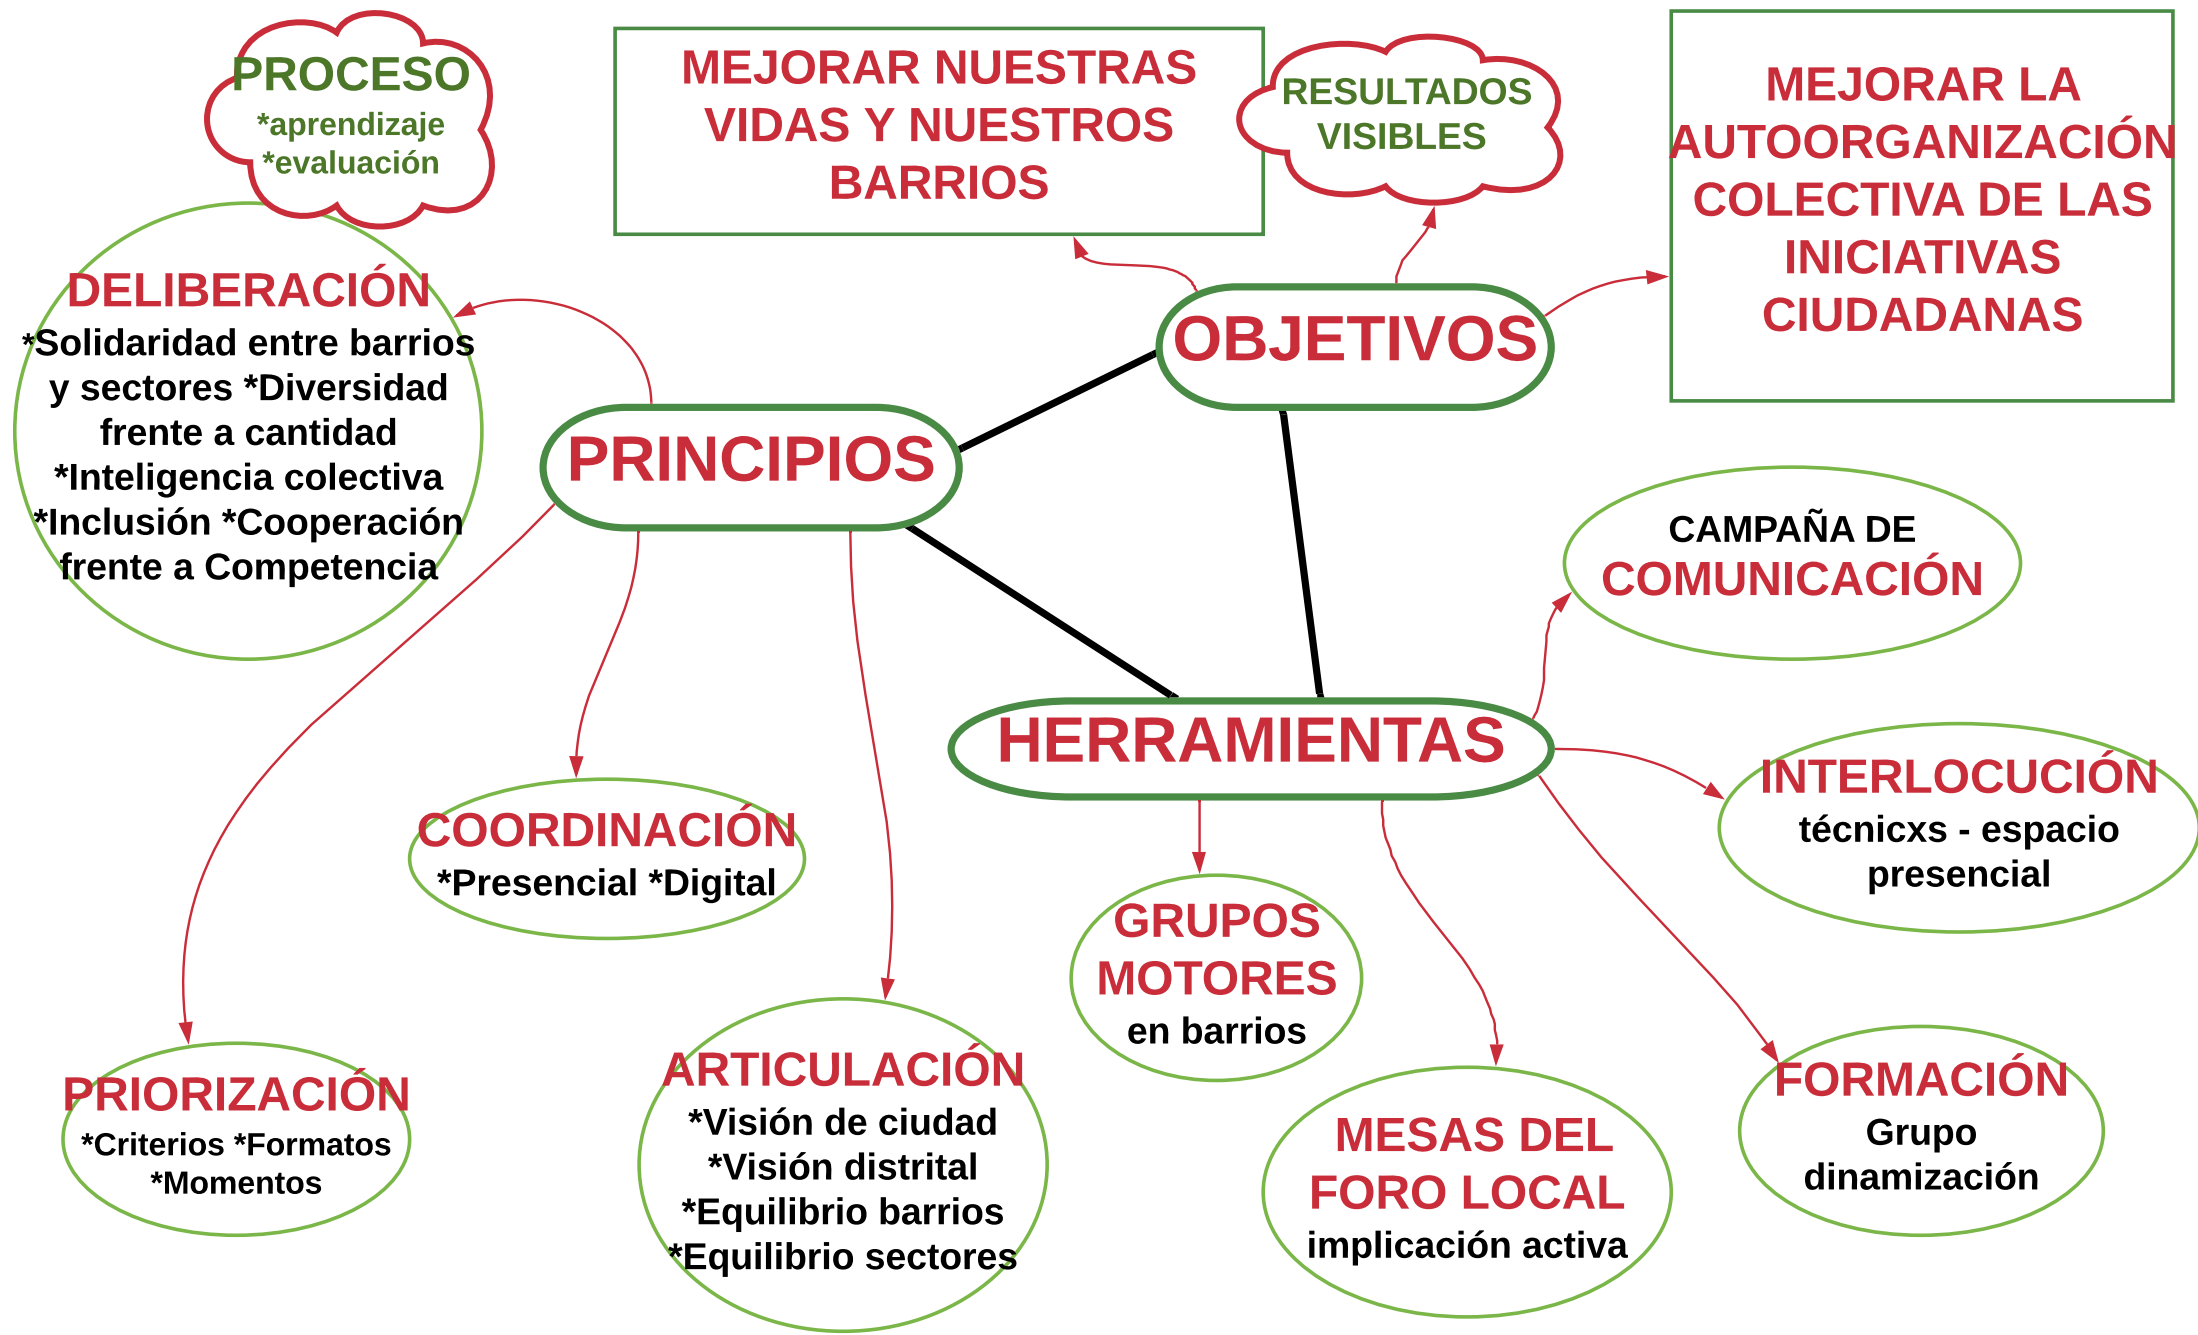 PROCESO
*aprendizaje
*evaluación
MEJORAR NUESTRAS
VIDAS Y NUESTROS
BARRIOS
RESULTADOS
VISIBLES
MEJORAR LA
AUTOORGANIZACIÓN
COLECTIVA DE LAS
INICIATIVAS
CIUDADANAS
DELIBERACIÓN
*Solidaridad entre barrios
y sectores *Diversidad
frente a cantidad
*Inteligencia colectiva
*Inclusión *Cooperación
frente a Competencia
OBJETIVOS
PRINCIPIOS
CAMPAÑA DE
COMUNICACIÓN
HERRAMIENTAS
INTERLOCUCIÓN
técnicxs - espacio
presencial
COORDINACIÓN
*Presencial *Digital
GRUPOS
MOTORES
en barrios
PRIORIZACIÓN
*Criterios *Formatos
*Momentos
ARTICULACIÓN
*Visión de ciudad
*Visión distrital
*Equilibrio barrios
*Equilibrio sectores
MESAS DEL
FORO LOCAL
implicación activa
FORMACIÓN
Grupo
dinamización